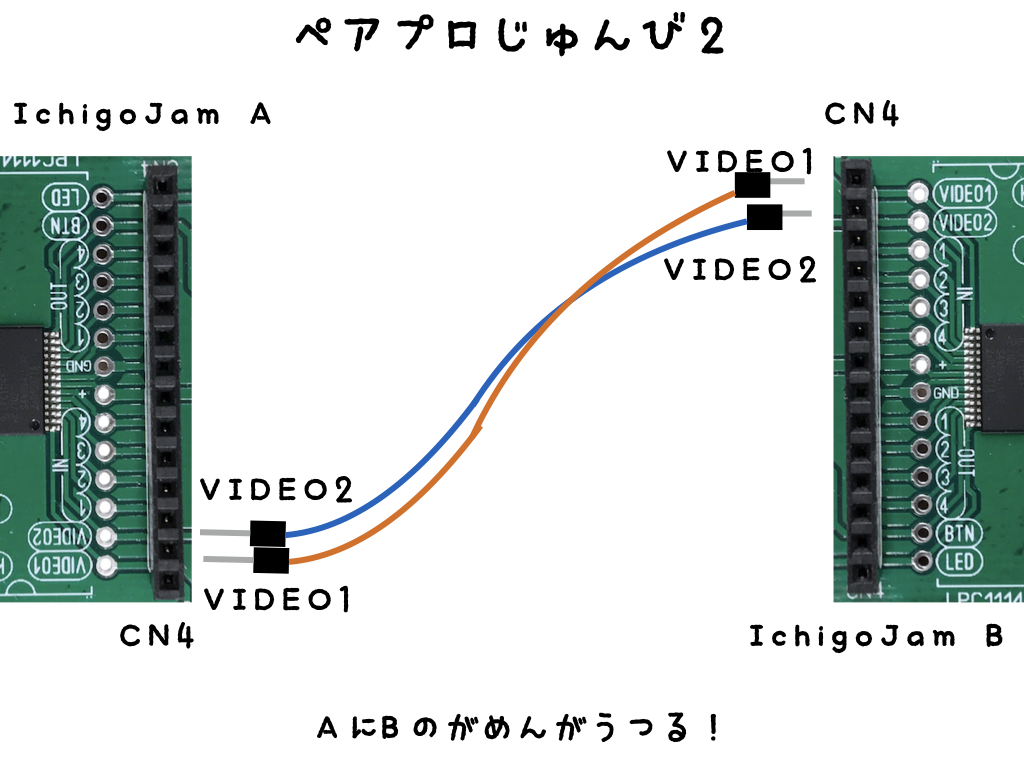 ペアプロじゅんび2
IchigoJam A
CN4
VIDEO1
VIDEO2
VIDEO2
VIDEO1
CN4
IchigoJam B
AにBのがめんがうつる!
LED
BTN
4
3
2
1
OUT
GND
+
4
3
2
1
IN
VIDEO2
VIDEO1
VIDEO1
VIDEO2
1
2
3
4
IN
+
GND
1
2
3
4
OUT
BTN
LED
LPC1114